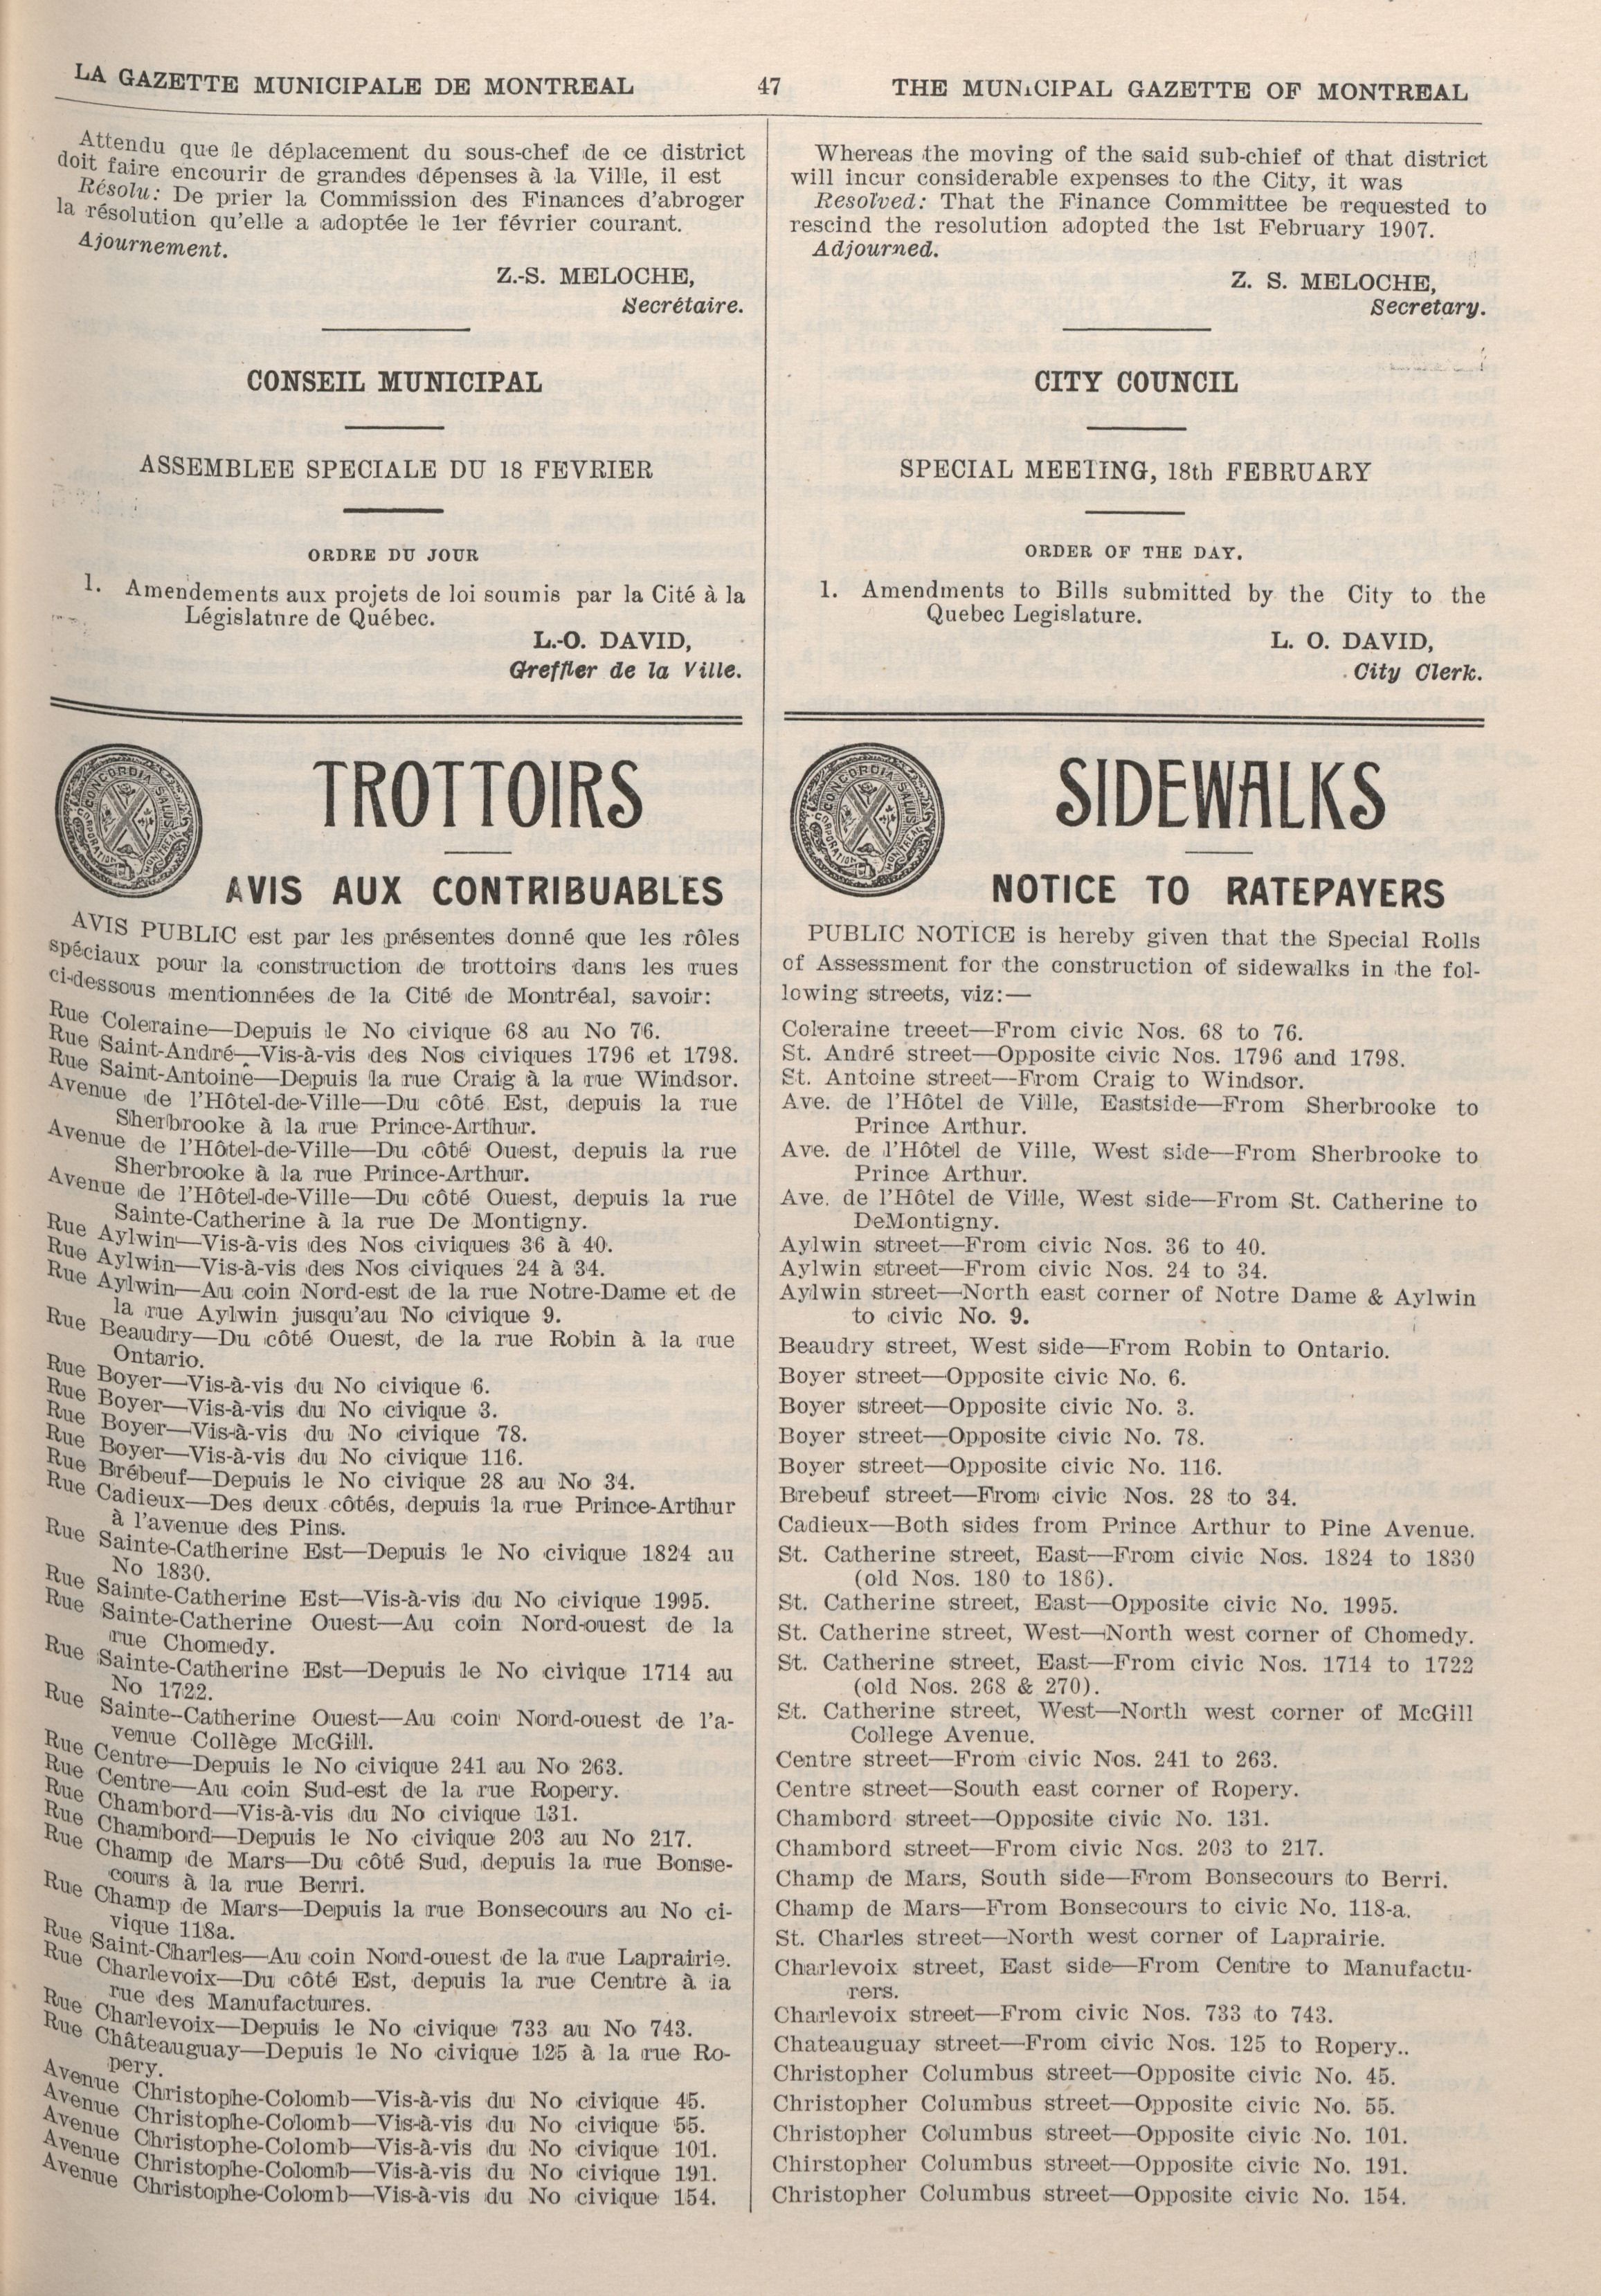 LA GAZETTE MUNICIPALE DE MONTREAL 47 THE MUNICIPAL GAZETTE OF MONTREAL
Attendu que le déplacement du sous-chef de ce district
doit faire encourir de grandes dépenses à la Ville, il est
Résolu: De prier la Commission des Finances d'abroger
la résolution qu'elle a adoptée le 1er février courant.
Ajournement.
Z.-S. MELOCHE,
Secrétaire.
CONSEIL MUNICIPAL
ASSEMBLEE SPECIALE DU 18 FEVRIER
ORDRE DU JOUR
1. Amendements aux projets de loi soumis par la Cité à la
Législature de Québec.
L.-O. DAVID,
Greffier de la Ville.
TROTTOIRS
AVIS AUX CONTRIBUABLES
AVIS PUBLIC est par les présentes donné que les rôles
spéciaux pour la construction de trottoirs dans les rues
ci-dessous mentionnées de la Cité de Montréal, savoir:
Rue Coleraine—Depuis le No civique 68 au No 76.
Rue Saint-André—Vis-à-vis des Nos civiques 1796 et 1798.
Rue Saint-Antoine—Depuis la rue Craig à la rue Windsor.
Avenue de l'Hôtel-de-Ville—Du côté Est, depuis la rue
Sherbrooke à la rue Prince-Arthur.
Avenue de l'Hôtel-de-Ville—Du côté Ouest, depuis la rue
Sherbrooke à la rue Prince-Arthur.
Avenue de l'Hôtel-de-Ville—Du côté Ouest, depuis la rue
Sainte-Catherine à la rue De Montigny.
Rue Aylwin—Vis-à-vis des Nos civiques 36 à 40.
Rue Aylwin—Vis-à-vis des Nos civiques 24 à 34.
Rue Aylwin—Au coin Nord-est de la rue Notre-Dame et de
la rue Aylwin jusqu'au No civique 9.
Rue Beaudry—Du côté Ouest, de la rue Robin à la rue
Ontario.
Rue Boyer—Vis-à-vis du No civique 6.
Rue Boyer—Vis-à-vis du No civique 3.
Rue Boyer—Vis-à-vis du No civique 78.
Rue Boyer—Vis-à-vis du No civique 116.
Rue Brébeuf—Depuis le No civique 28 au No 34.
Rue Cadieux—Des deux côtés, depuis la rue Prince-Arthur
à l'avenue des Pins.
Rue Sainte-Catherine Est—Depuis le No civique 1824 au
No 1830.
Rue Sainte-Catherine Est—Vis-à-vis du No civique 1995.
Rue Sainte-Catherine Ouest—Au coin Nord-ouest de la
rue Chomedy.
Rue Sainte-Catherine Est—Depuis le No civique 1714 au
No 1722.
Rue Sainte-Catherine Ouest—Au coin Nord-ouest de l'a-
venue Collège McGill.
Rue Centre—Depuis le No civique 241 au No 263.
Rue Centre—Au coin Sud-est de la rue Ropery.
Rue Chambord—Vis-à-vis du No civique 131.
Rue Chambord—Depuis le No civique 203 au No 217.
Rue Champ de Mars—Du côté Sud, depuis la rue Bonse-
cours à la rue Berri.
Rue Champ de Mars—Depuis la rue Bonsecours au No ci-
vique 118a.
Rue Saint-Charles—Au coin Nord-ouest de la rue Laprairie.
Rue Charlevoix—Du côté Est, depuis la rue Centre à la
rue des Manufactures.
Rue Charlevoix—Depuis le No civique 733 au No 743.
Rue Châteauguay—Depuis le No civique 125 à la rue Ro-
pery.
Avenue Christophe-Colomb—Vis-à-vis du No civique 45.
Avenue Christophe-Colomb—Vis-à-vis du No civique 55.
Avenue Christophe-Colomb—Vis-à-vis du No civique 101.
Avenue Christophe-Colomb—Vis-à-vis du No civique 191.
Avenue Christophe-Colomb—Vis-à-vis du No civique 154.
Whereas the moving of the said sub-chief of that district
will incur considerable expenses to the City, it was
Resolved: That the Finance Committee be requested to
rescind the resolution adopted the 1st February 1907.
Adjourned.
Z. S. MELOCHE,
Secretary.
CITY COUNCIL
SPECIAL MEETING, 18th FEBRUARY
ORDER OF THE DAY.
1. Amendments to Bills submitted by the City to the
Quebec Legislature.
L. O. DAVID,
City Clerk.
CONCORDIA SALUS
CORPORATION MONTREAL
SIDEWALKS
NOTICE TO RATEPAYERS
PUBLIC NOTICE is hereby given that the Special Rolls
of Assessment for the construction of sidewalks in the fol-
lowing streets, viz:—
Coleraine treeet—From civic Nos. 68 to 76.
St. André street—Opposite civic Nos. 1796 and 1798.
St. Antoine street—From Craig to Windsor.
Ave. de l'Hôtel de Ville, Eastside—From Sherbrooke to
Prince Arthur.
Ave. de l'Hôtel de Ville, West side—From Sherbrooke to
Prince Arthur.
Ave. de l'Hôtel de Ville, West side—From St. Catherine to
DeMontigny.
Aylwin street—From civic Nos. 36 to 40.
Aylwin street—From civic Nos. 24 to 34.
Aylwin street—North east corner of Notre Dame & Aylwin
to civic No. 9.
Beaudry street, West side—From Robin to Ontario.
Boyer street—Opposite civic No. 6.
Boyer street—Opposite civic No. 3.
Boyer street—Opposite civic No. 78.
Boyer street—Opposite civic No. 116.
Brebeuf street—From civic Nos. 28 to 34.
Cadieux—Both sides from Prince Arthur to Pine Avenue.
St. Catherine street, East—From civic Nos. 1824 to 1830
(old Nos. 180 to 186).
St. Catherine street, East—Opposite civic No. 1995.
St. Catherine street, West—North west corner of Chomedy.
St. Catherine street, East—From civic Nos. 1714 to 1722
(old Nos. 268 & 270).
St. Catherine street, West—North west corner of McGill
College Avenue.
Centre street—From civic Nos. 241 to 263.
Centre street—South east corner of Ropery.
Chambord street—Opposite civic No. 131.
Chambord street—From civic Nos. 203 to 217.
Champ de Mars, South side—From Bonsecours to Berri.
Champ de Mars—From Bonsecours to civic No. 118-a.
St. Charles street—North west corner of Laprairie.
Charlevoix street, East side—From Centre to Manufactu-
rers.
Charlevoix street—From civic Nos. 733 to 743.
Chateauguay street—From civic Nos. 125 to Ropery..
Christopher Columbus street—Opposite civic No. 45.
Christopher Columbus street—Opposite civic No. 55.
Christopher Columbus street—Opposite civic No. 101.
Chirstopher Columbus street—Opposite civic No. 191.
Christopher Columbus street—Opposite civic No. 154.